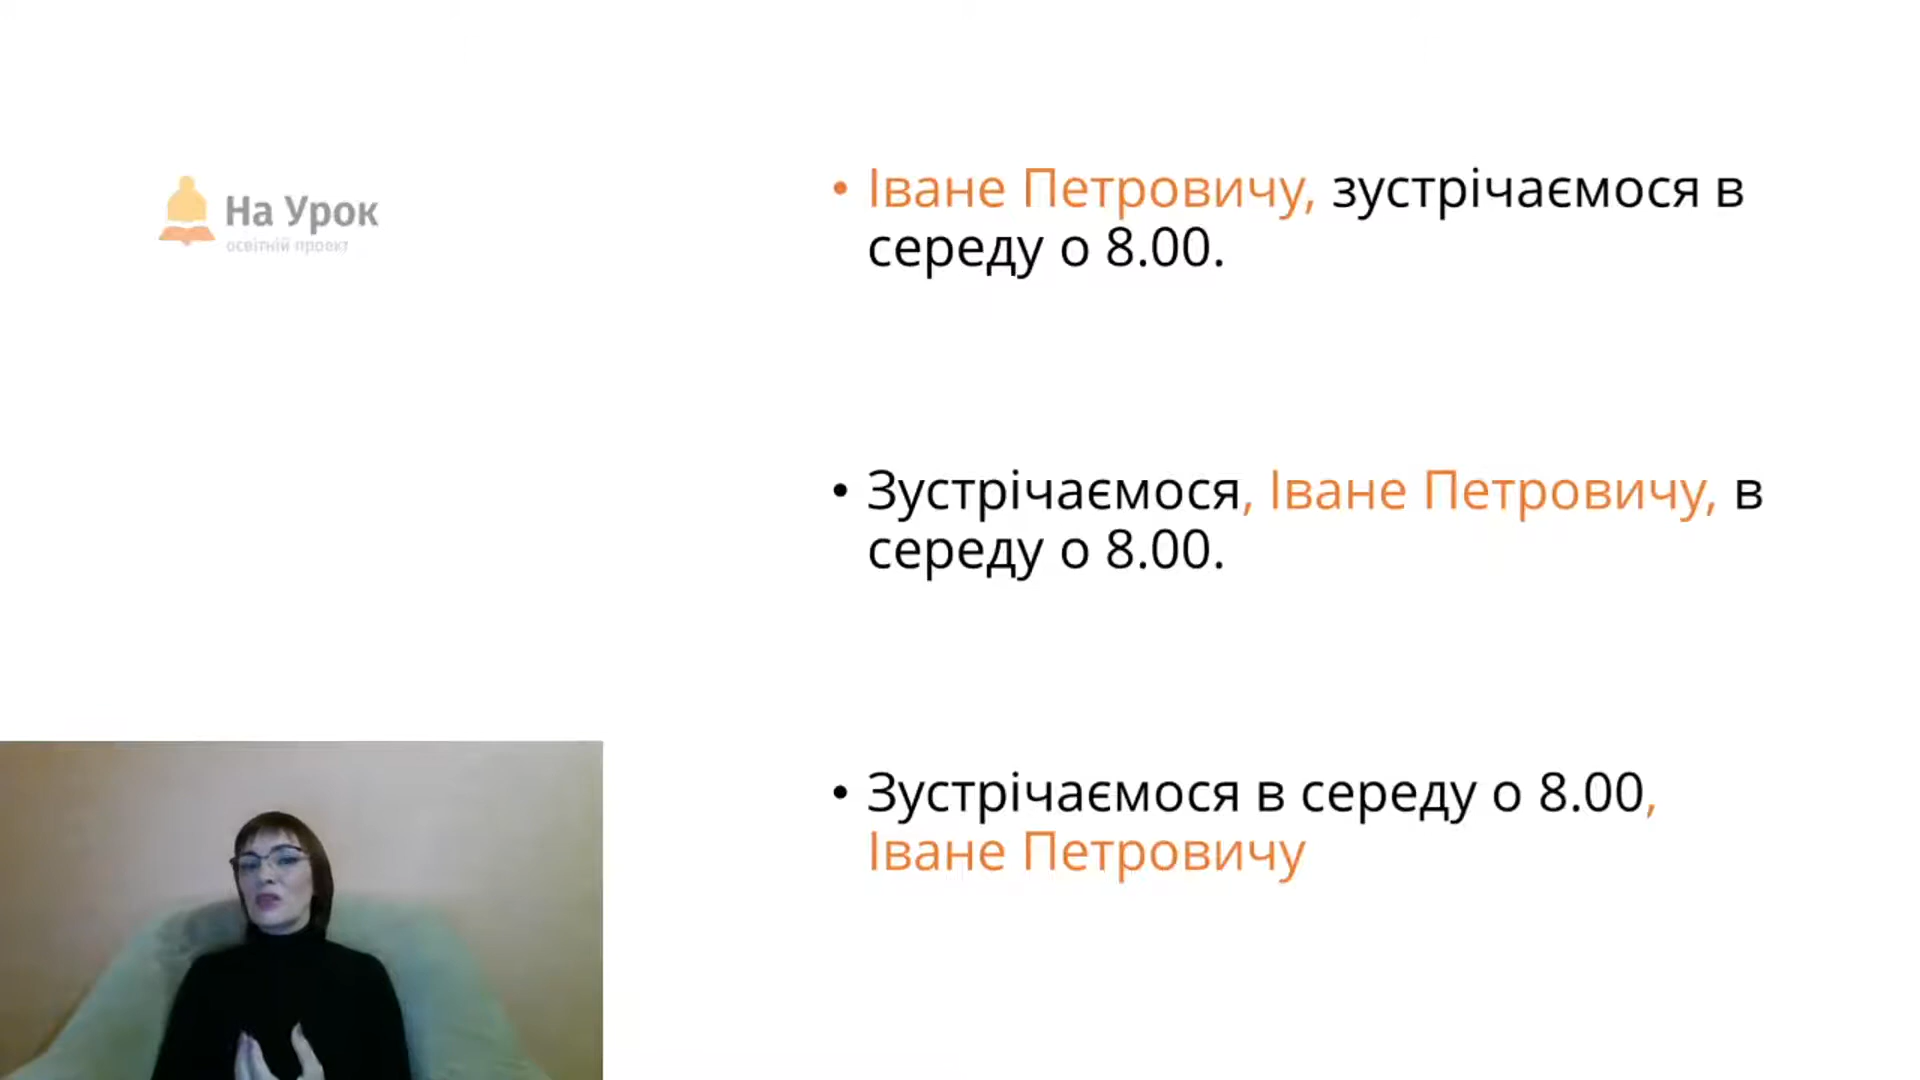 На Урок
освітній проект
• Іване Петровичу, зустрічаємося в
середу о 8.00.
• Зустрічаємося, Іване Петровичу, в
середу о 8.00.
• Зустрічаємося в середу о 8.00,
Іване Петровичу